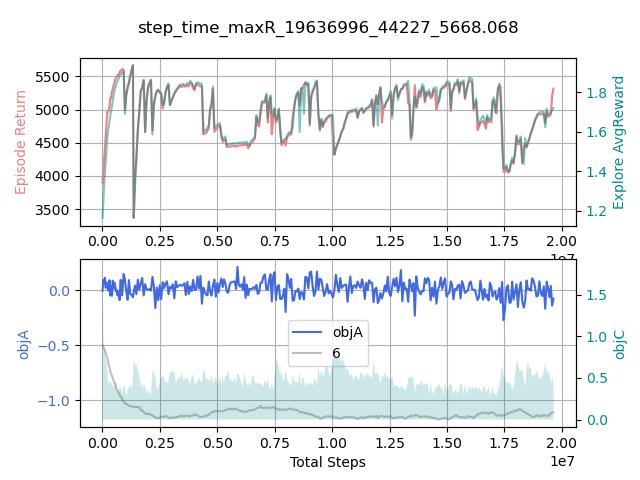 step_time_maxR_19636996_44227_5668.068
5500
5000
4500
4000
3500
Episode Return
1.8
1.6
1.4
1.2
Explore AvgReward
0.00 0.25 0.50 0.75 1.00 1.25 1.50 1.75 2.00
1e7
0.0
−0.5
−1.0
objA
objA
6
1.5
1.0
0.5
0.0
objC
0.00 0.25 0.50 0.75 1.00 1.25 1.50 1.75 2.00
Total Steps
1e7